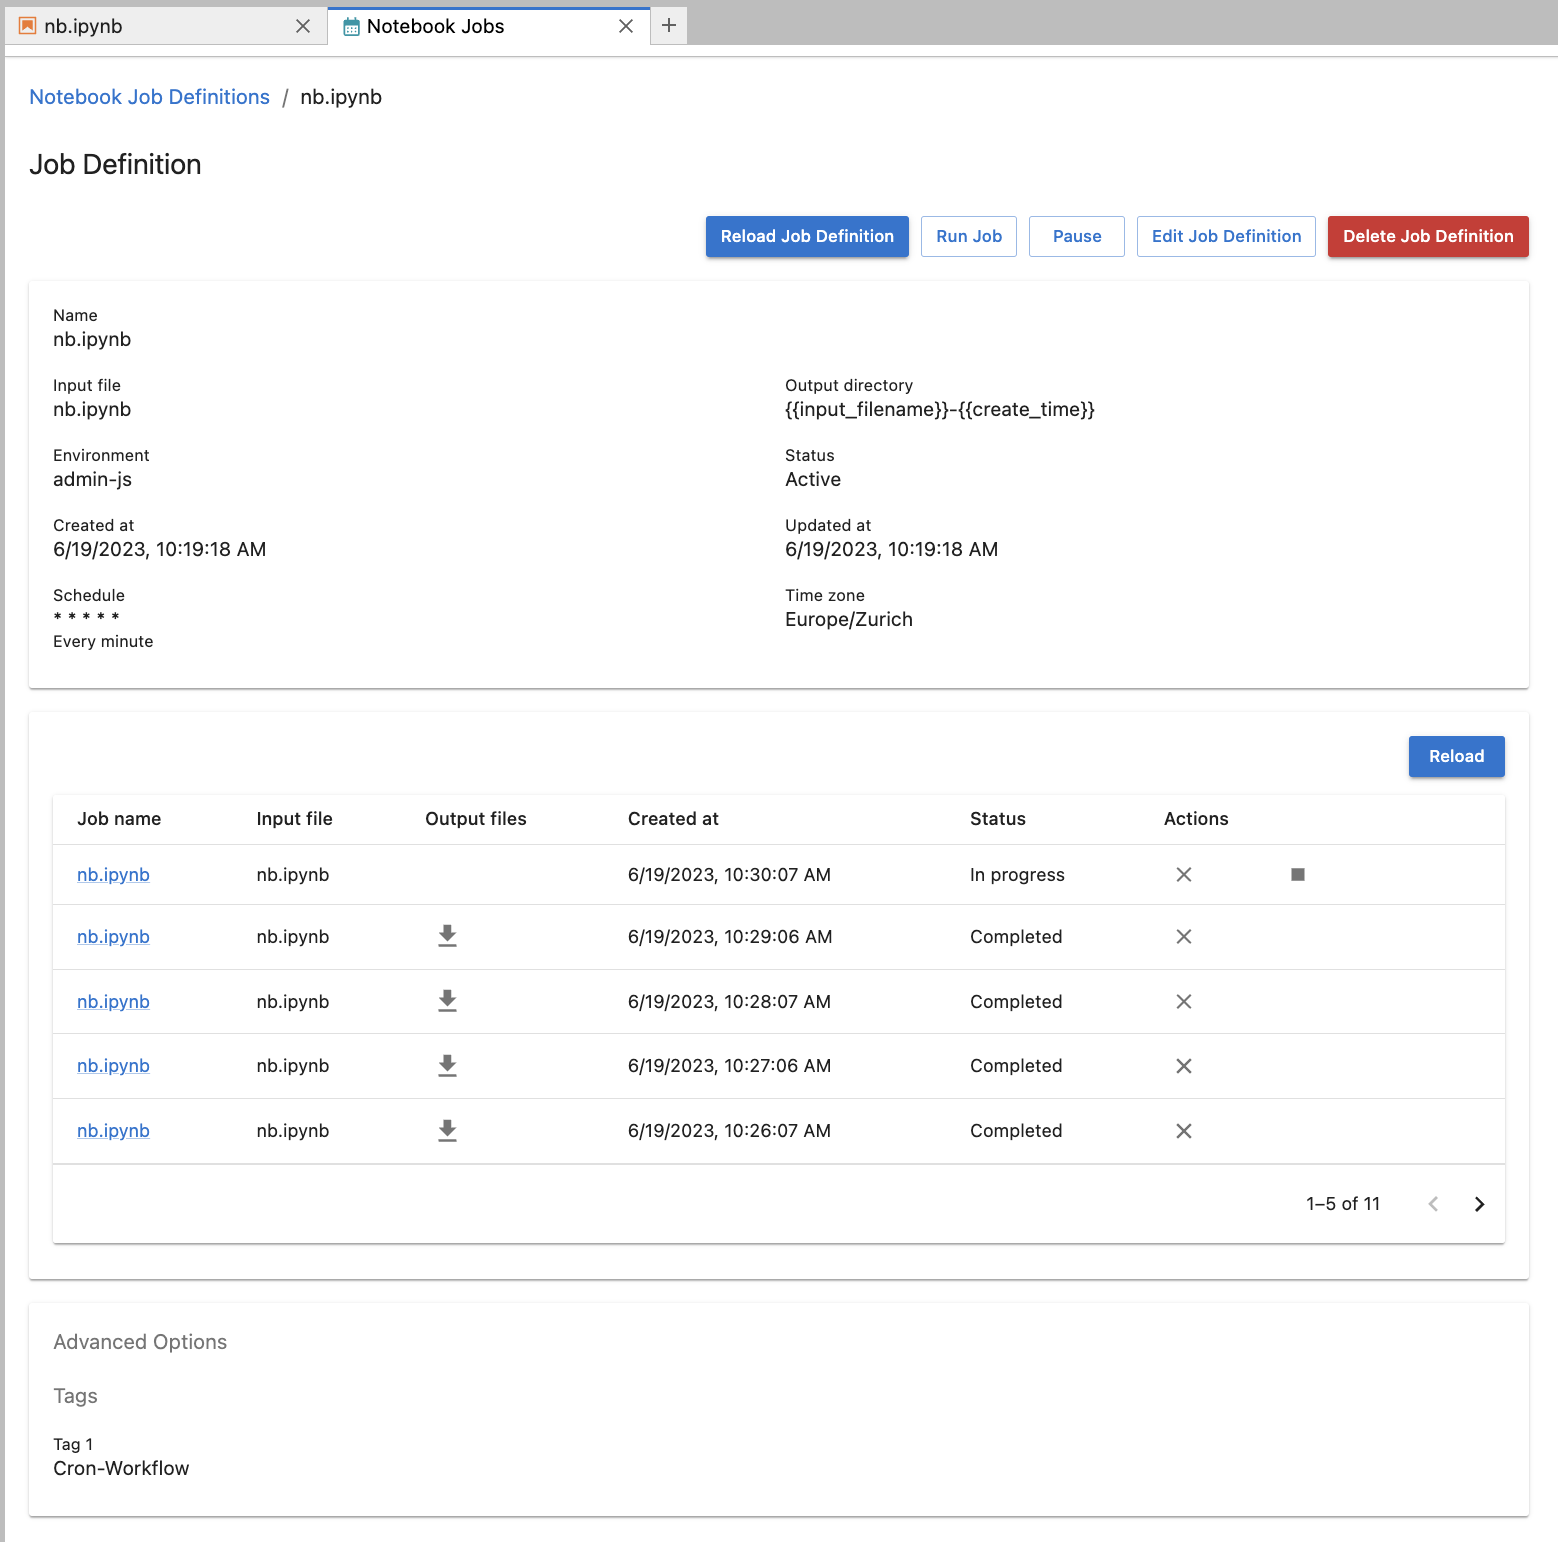 nb.ipynb
Notebook Jobs
Notebook Job Definitions / nb.ipynb
Job Definition
Reload Job Definition Run Job Pause Edit Job Definition Delete Job Definition
Name
nb.ipynb
Input file Output directory
nb.ipynb {{input_filename}}-{{create_time}}
Environment Status
admin-js Active
Created at Updated at
6/19/2023, 10:19:18 AM 6/19/2023, 10:19:18 AM
Schedule Time zone
* * * * * Europe/Zurich
Every minute
Reload
Job name Input file Output files Created at Status Actions
nb.ipynb nb.ipynb 6/19/2023, 10:30:07 AM In progress
nb.ipynb nb.ipynb 6/19/2023, 10:29:06 AM Completed
nb.ipynb nb.ipynb 6/19/2023, 10:28:07 AM Completed
nb.ipynb nb.ipynb 6/19/2023, 10:27:06 AM Completed
nb.ipynb nb.ipynb 6/19/2023, 10:26:07 AM Completed
1–5 of 11
Advanced Options
Tags
Tag 1
Cron-Workflow